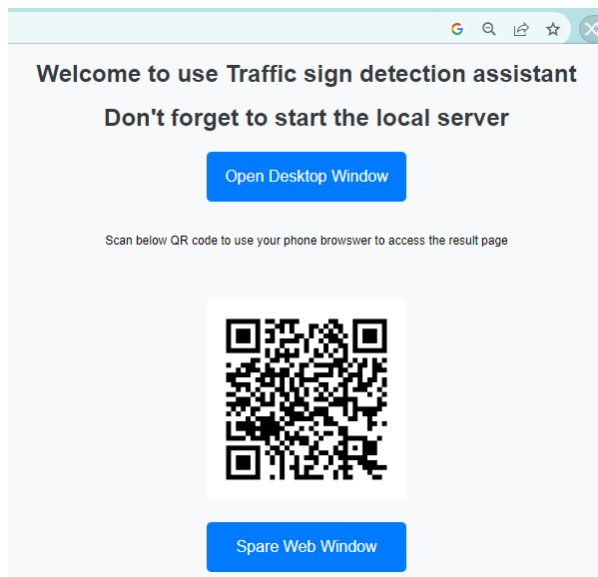 Welcome to use Traffic sign detection assistant
Don't forget to start the local server
Open Desktop Window
Scan below QR code to use your phone browswer to access the result page
Spare Web Window